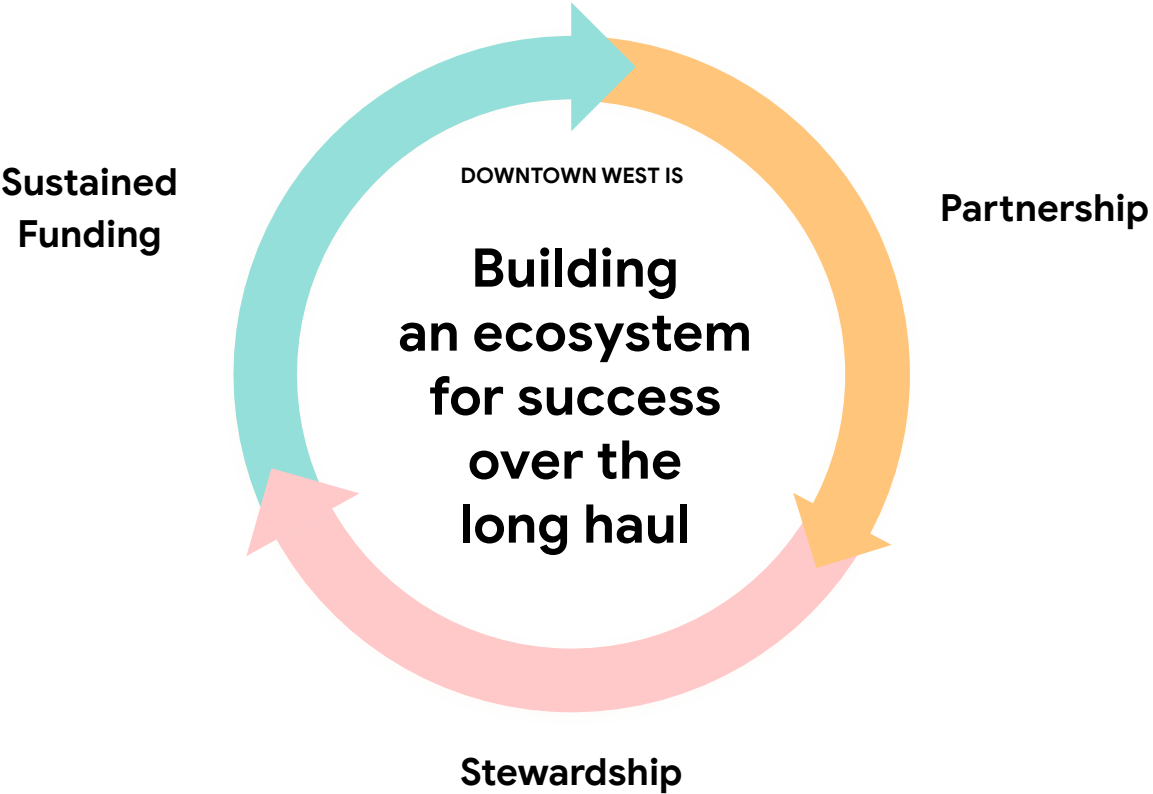 DOWNTOWN WEST IS
Building
an ecosystem
for success
over the
long haul
Sustained
Funding
Partnership
Stewardship